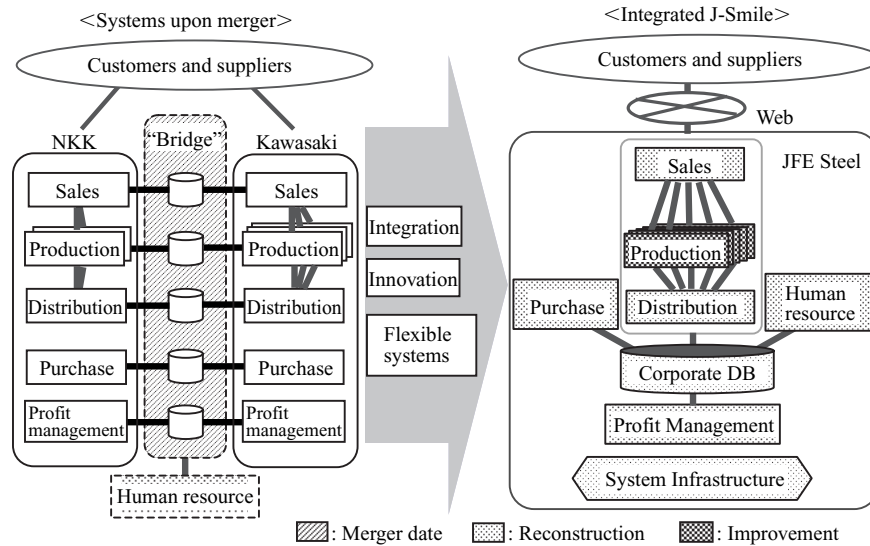 <Systems upon merger>
Customers and suppliers
NKK
"Bridge"
Kawasaki
Sales
Sales
Production
Production
Distribution
Distribution
Purchase
Purchase
Profit
management
Profit
management
Human resource
Integration
Innovation
Flexible
systems
<Integrated J-Smile>
Customers and suppliers
Web
JFE Steel
Sales
Production
Distribution
Purchase
Human
resource
Corporate DB
Profit Management
System Infrastructure
: Merger date
: Reconstruction
: Improvement